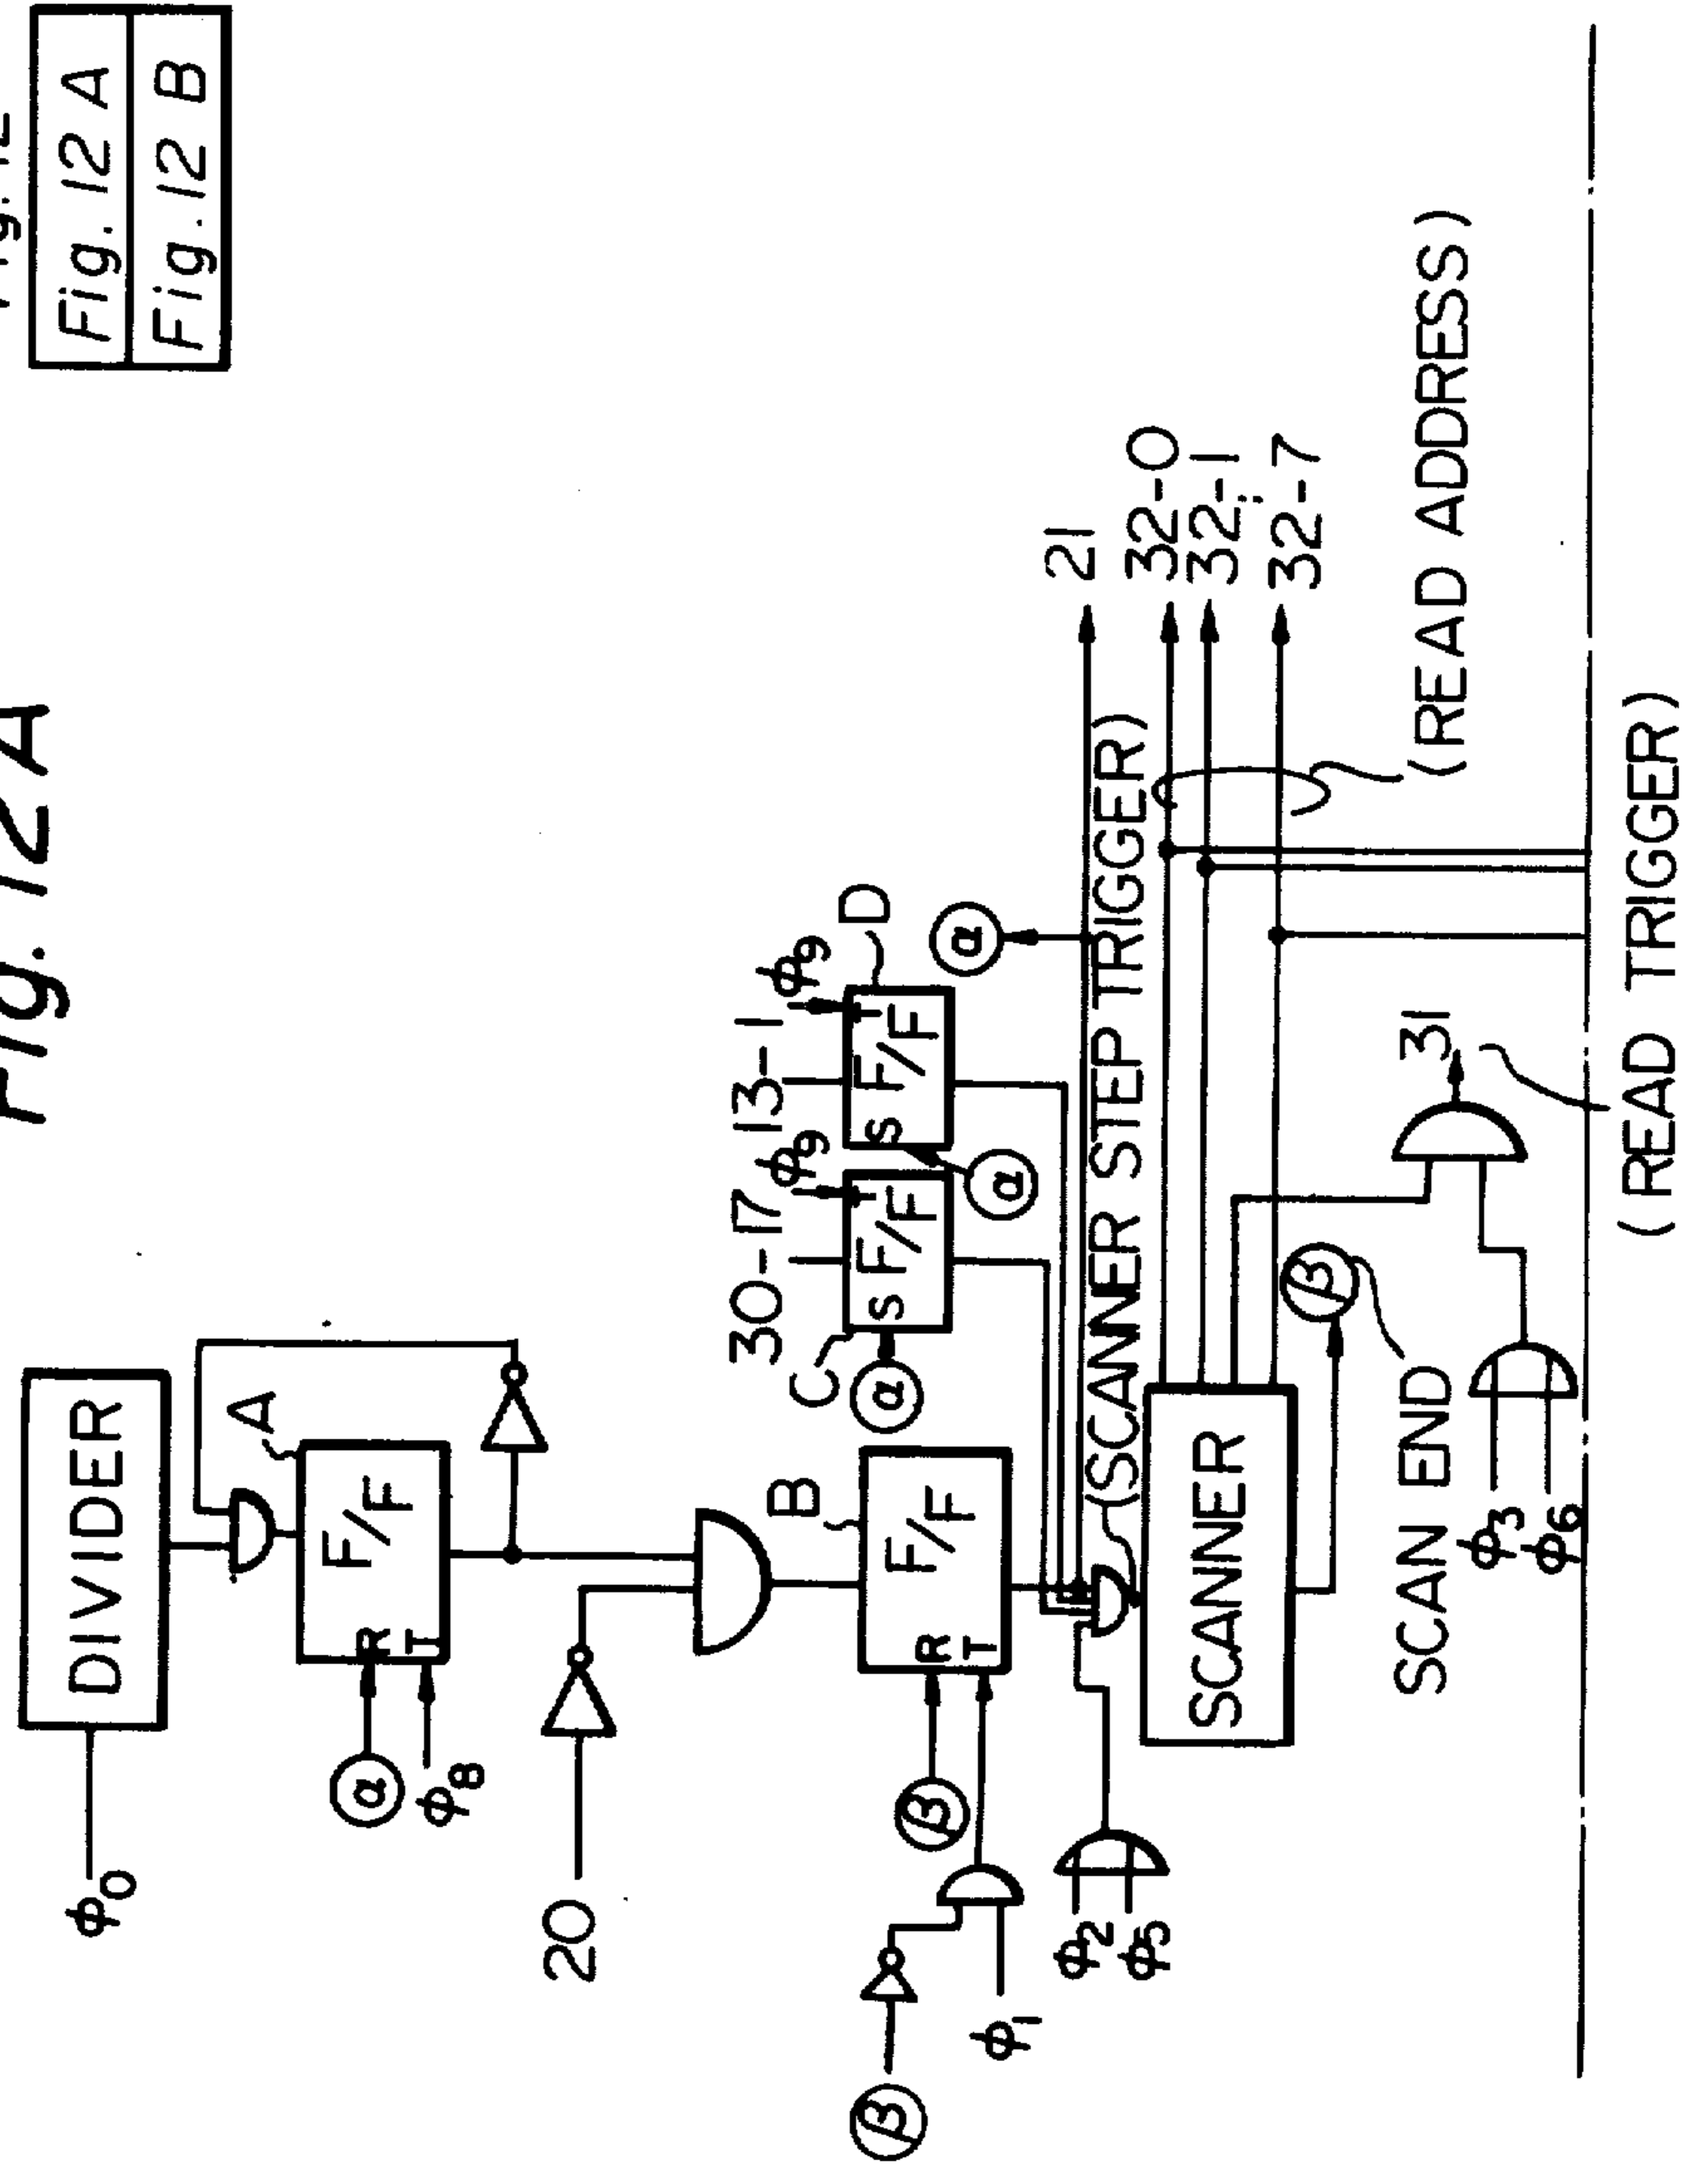 Fig. 12 A
Fig. 12
Fig. 12 A
Fig. 12 B
DIVIDER
ϕ0
A
F/F
R
T
α
ϕ8
20
B
F/F
R
T
β
β
ϕ1
30-17
ϕ9
13-1
ϕ9
C
S F/F
T
α
D
S F/F
T
α
α
21
(SCANNER STEP TRIGGER)
ϕ2
ϕ5
SCANNER
32-0
32-1
32-7
(READ ADDRESS)
β
SCAN END
ϕ3
ϕ6
31
(READ TRIGGER)